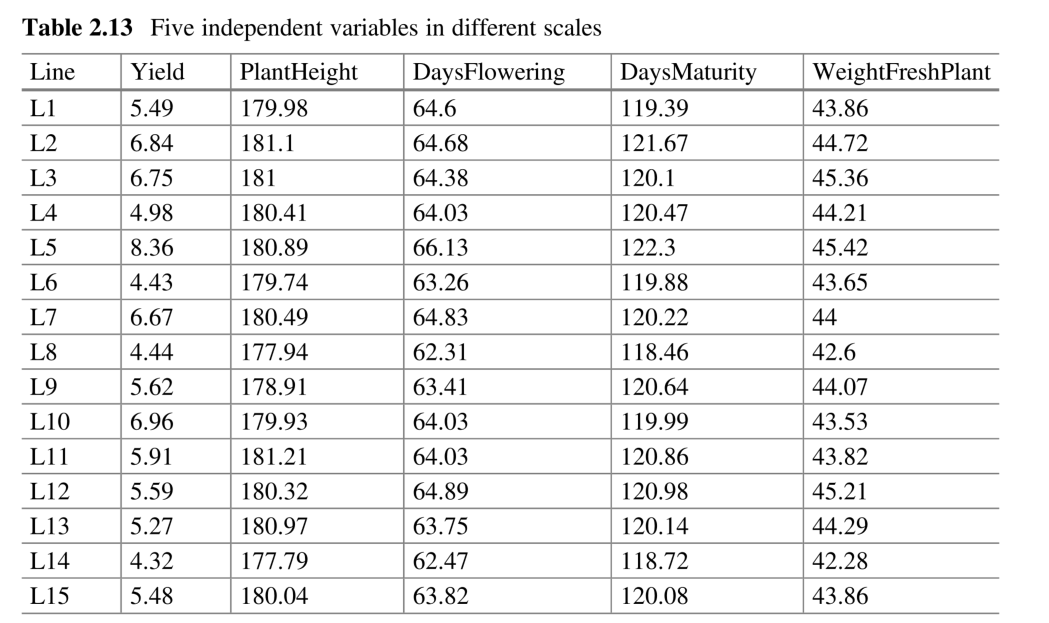 Table 2.13 Five independent variables in different scales
Line Yield PlantHeight DaysFlowering DaysMaturity WeightFreshPlant
L1 5.49 179.98 64.6 119.39 43.86
L2 6.84 181.1 64.68 121.67 44.72
L3 6.75 181 64.38 120.1 45.36
L4 4.98 180.41 64.03 120.47 44.21
L5 8.36 180.89 66.13 122.3 45.42
L6 4.43 179.74 63.26 119.88 43.65
L7 6.67 180.49 64.83 120.22 44
L8 4.44 177.94 62.31 118.46 42.6
L9 5.62 178.91 63.41 120.64 44.07
L10 6.96 179.93 64.03 119.99 43.53
L11 5.91 181.21 64.03 120.86 43.82
L12 5.59 180.32 64.89 120.98 45.21
L13 5.27 180.97 63.75 120.14 44.29
L14 4.32 177.79 62.47 118.72 42.28
L15 5.48 180.04 63.82 120.08 43.86